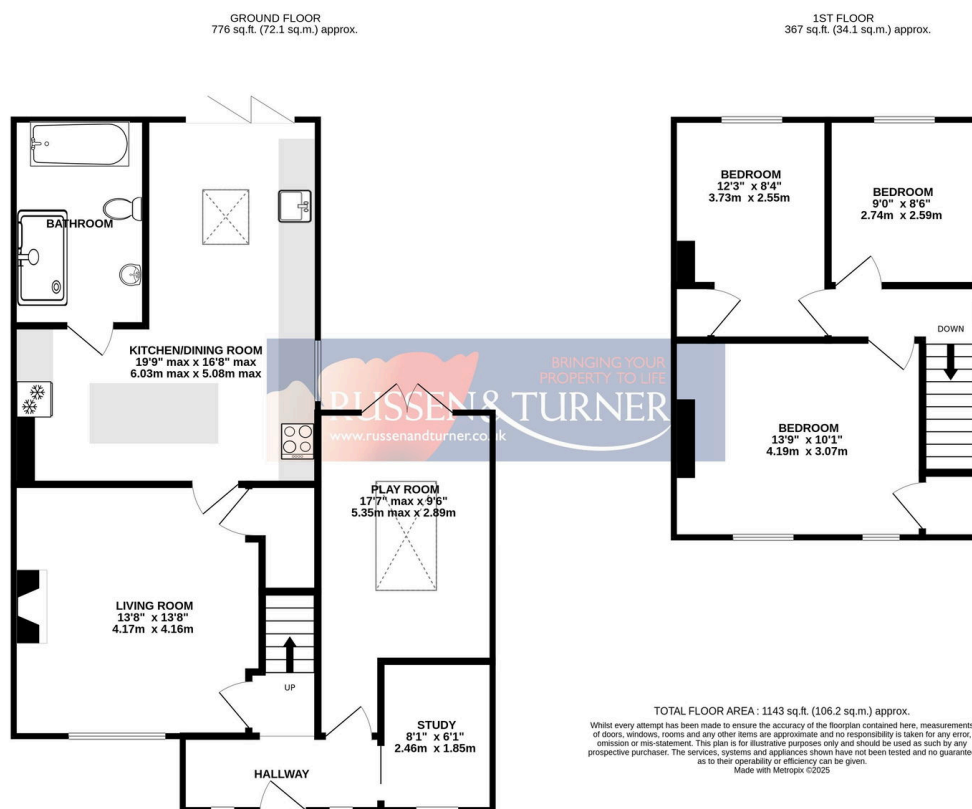 GROUND FLOOR
776 sq.ft. (72.1 sq.m.) approx.
1ST FLOOR
367 sq.ft. (34.1 sq.m.) approx.
BATHROOM
KITCHEN/DINING ROOM
19'9" max x 16'8" max
6.03m max x 5.08m max
BEDROOM
12'3" x 8'4"
3.73m x 2.55m
BEDROOM
9'0" x 8'6"
2.74m x 2.59m
DOWN
BRINGING YOUR
PROPERTY TO LIFE
RUSSEN & TURNER
www.russenandturner.co.uk
BEDROOM
13'9" x 10'1"
4.19m x 3.07m
PLAY ROOM
17'7" max x 9'6"
5.35m max x 2.89m
LIVING ROOM
13'8" x 13'8"
4.17m x 4.16m
UP
STUDY
8'1" x 6'1"
2.46m x 1.85m
HALLWAY
TOTAL FLOOR AREA : 1143 sq.ft. (106.2 sq.m.) approx.
Whilst every attempt has been made to ensure the accuracy of the floorplan contained here, measurements
of doors, windows, rooms and any other items are approximate and no responsibility is taken for any error,
omission or mis-statement. This plan is for illustrative purposes only and should be used as such by any
prospective purchaser. The services, systems and appliances shown have not been tested and no guarantee
as to their operability or efficiency can be given.
Made with Metropix ©2025